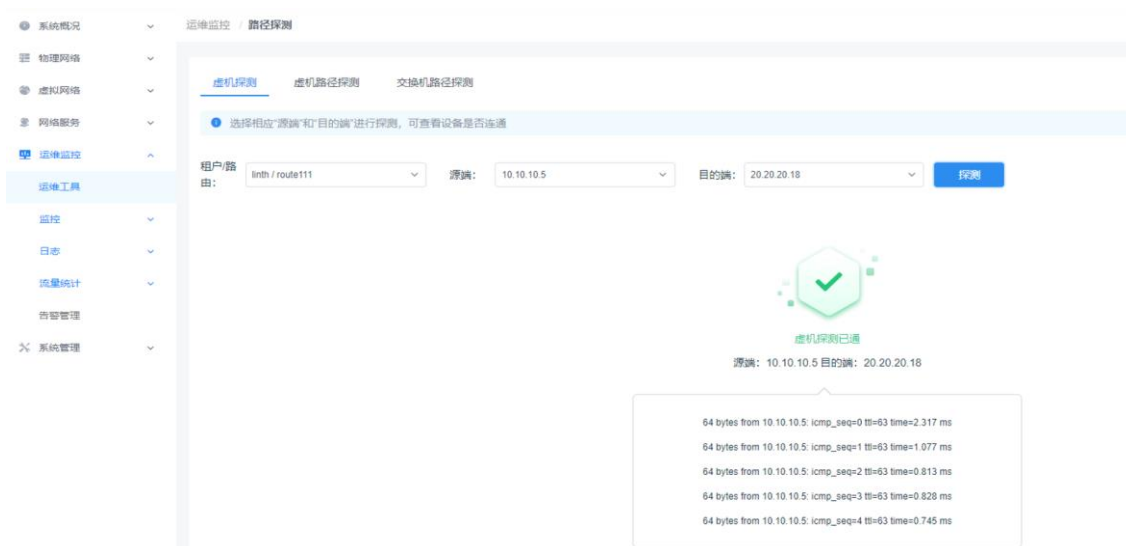 系统概况
物理网络
虚拟网络
网络服务
运维监控
运维工具
监控
日志
流量统计
告警管理
系统管理
运维监控 / 路径探测
虚机探测 虚机路径探测 交换机路径探测
选择相应"源端"和"目的端"进行探测，可查看设备是否连通
租户/路由： linth / route111 源端： 10.10.10.5 目的端： 20.20.20.18 探测
虚机探测已通
源端：10.10.10.5 目的端：20.20.20.18
64 bytes from 10.10.10.5: icmp_seq=0 ttl=63 time=2.317 ms
64 bytes from 10.10.10.5: icmp_seq=1 ttl=63 time=1.077 ms
64 bytes from 10.10.10.5: icmp_seq=2 ttl=63 time=0.813 ms
64 bytes from 10.10.10.5: icmp_seq=3 ttl=63 time=0.828 ms
64 bytes from 10.10.10.5: icmp_seq=4 ttl=63 time=0.745 ms